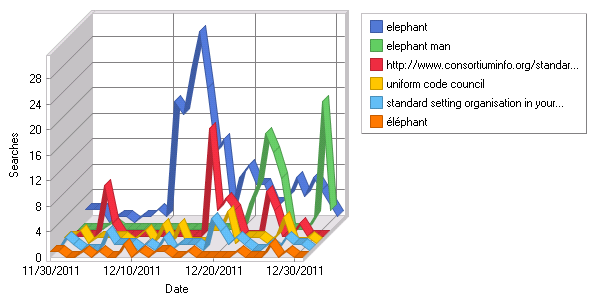 elephant
elephant man
http://www.consortiuminfo.org/standar...
uniform code council
standard setting organisation in your...
éléphant
Searches
28
24
20
16
12
8
4
0
11/30/2011 12/10/2011 12/20/2011 12/30/2011
Date